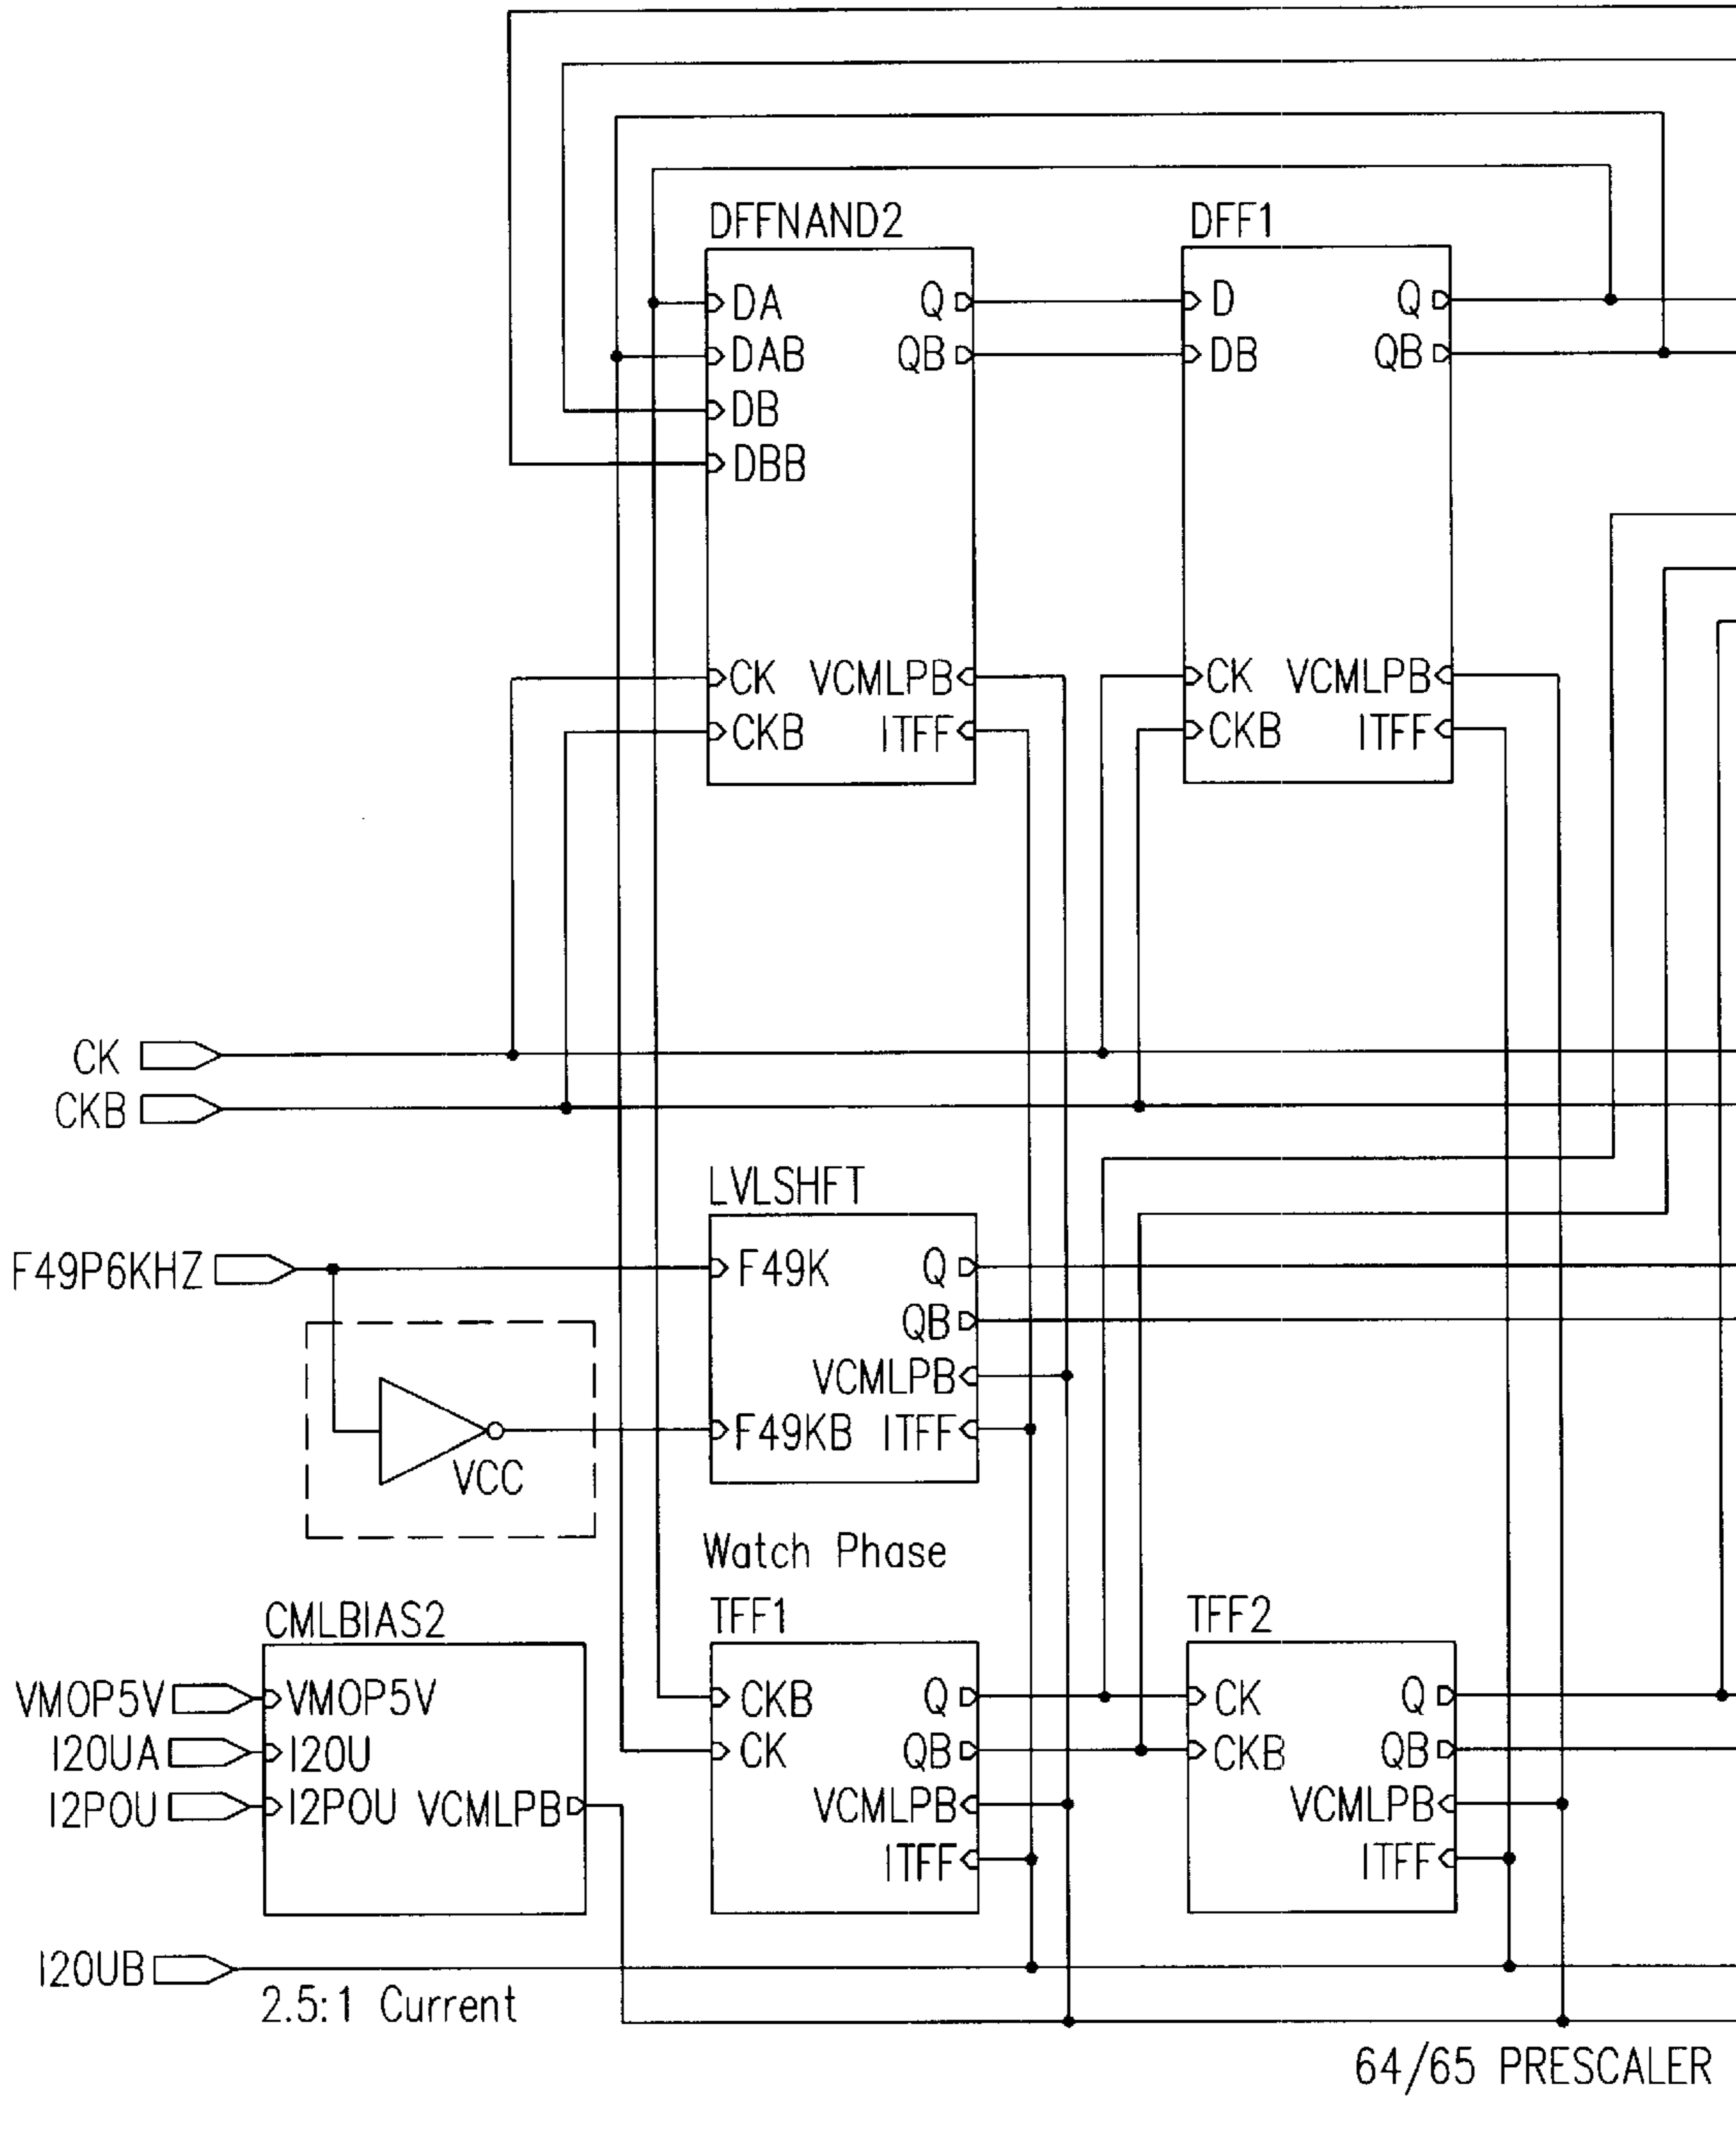 DFFNAND2
DFF1
DA
Q
D
Q
DAB
QB
DB
QB
DB
DBB
CK
VCMLPB
CK
VCMLPB
CKB
ITFF
CKB
ITFF
CK
CKB
LVLSHFT
F49P6KHZ
F49K
Q
QB
VCMLPB
F49KB
ITFF
VCC
Watch Phase
CMLBIAS2
TFF1
TFF2
VMOP5V
VMOP5V
CKB
Q
CK
Q
I20UA
I20U
CK
QB
CKB
QB
I2POU
I2POU
VCMLPB
VCMLPB
VCMLPB
ITFF
ITFF
I20UB
2.5:1 Current
64/65 PRESCALER